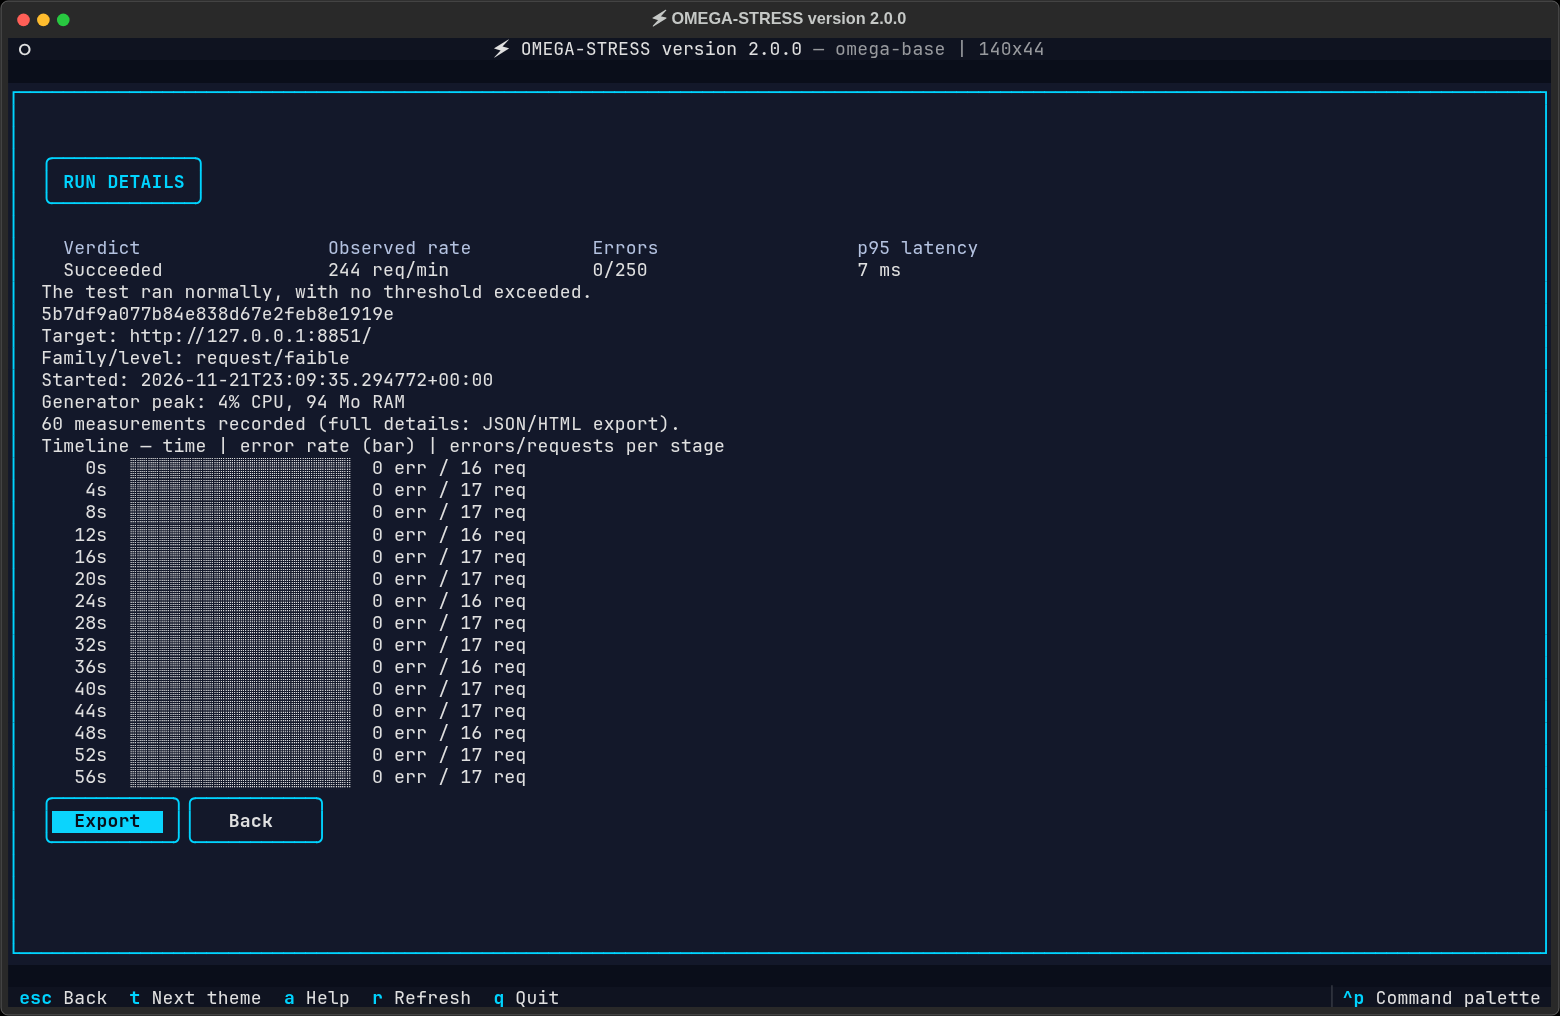 ⚡ OMEGA-STRESS version 2.0.0
⚡ OMEGA-STRESS version 2.0.0 — omega-base | 140x44
RUN DETAILS
Verdict Observed rate Errors p95 latency
Succeeded 244 req/min 0/250 7 ms
The test ran normally, with no threshold exceeded.
5b7df9a077b84e838d67e2feb8e1919e
Target: http://127.0.0.1:8851/
Family/level: request/faible
Started: 2026-11-21T23:09:35.294772+00:00
Generator peak: 4% CPU, 94 Mo RAM
60 measurements recorded (full details: JSON/HTML export).
Timeline — time | error rate (bar) | errors/requests per stage
0s 0 err / 16 req
4s 0 err / 17 req
8s 0 err / 17 req
12s 0 err / 16 req
16s 0 err / 17 req
20s 0 err / 17 req
24s 0 err / 16 req
28s 0 err / 17 req
32s 0 err / 17 req
36s 0 err / 16 req
40s 0 err / 17 req
44s 0 err / 17 req
48s 0 err / 16 req
52s 0 err / 17 req
56s 0 err / 17 req
Export Back
esc Back t Next theme a Help r Refresh q Quit ^p Command palette